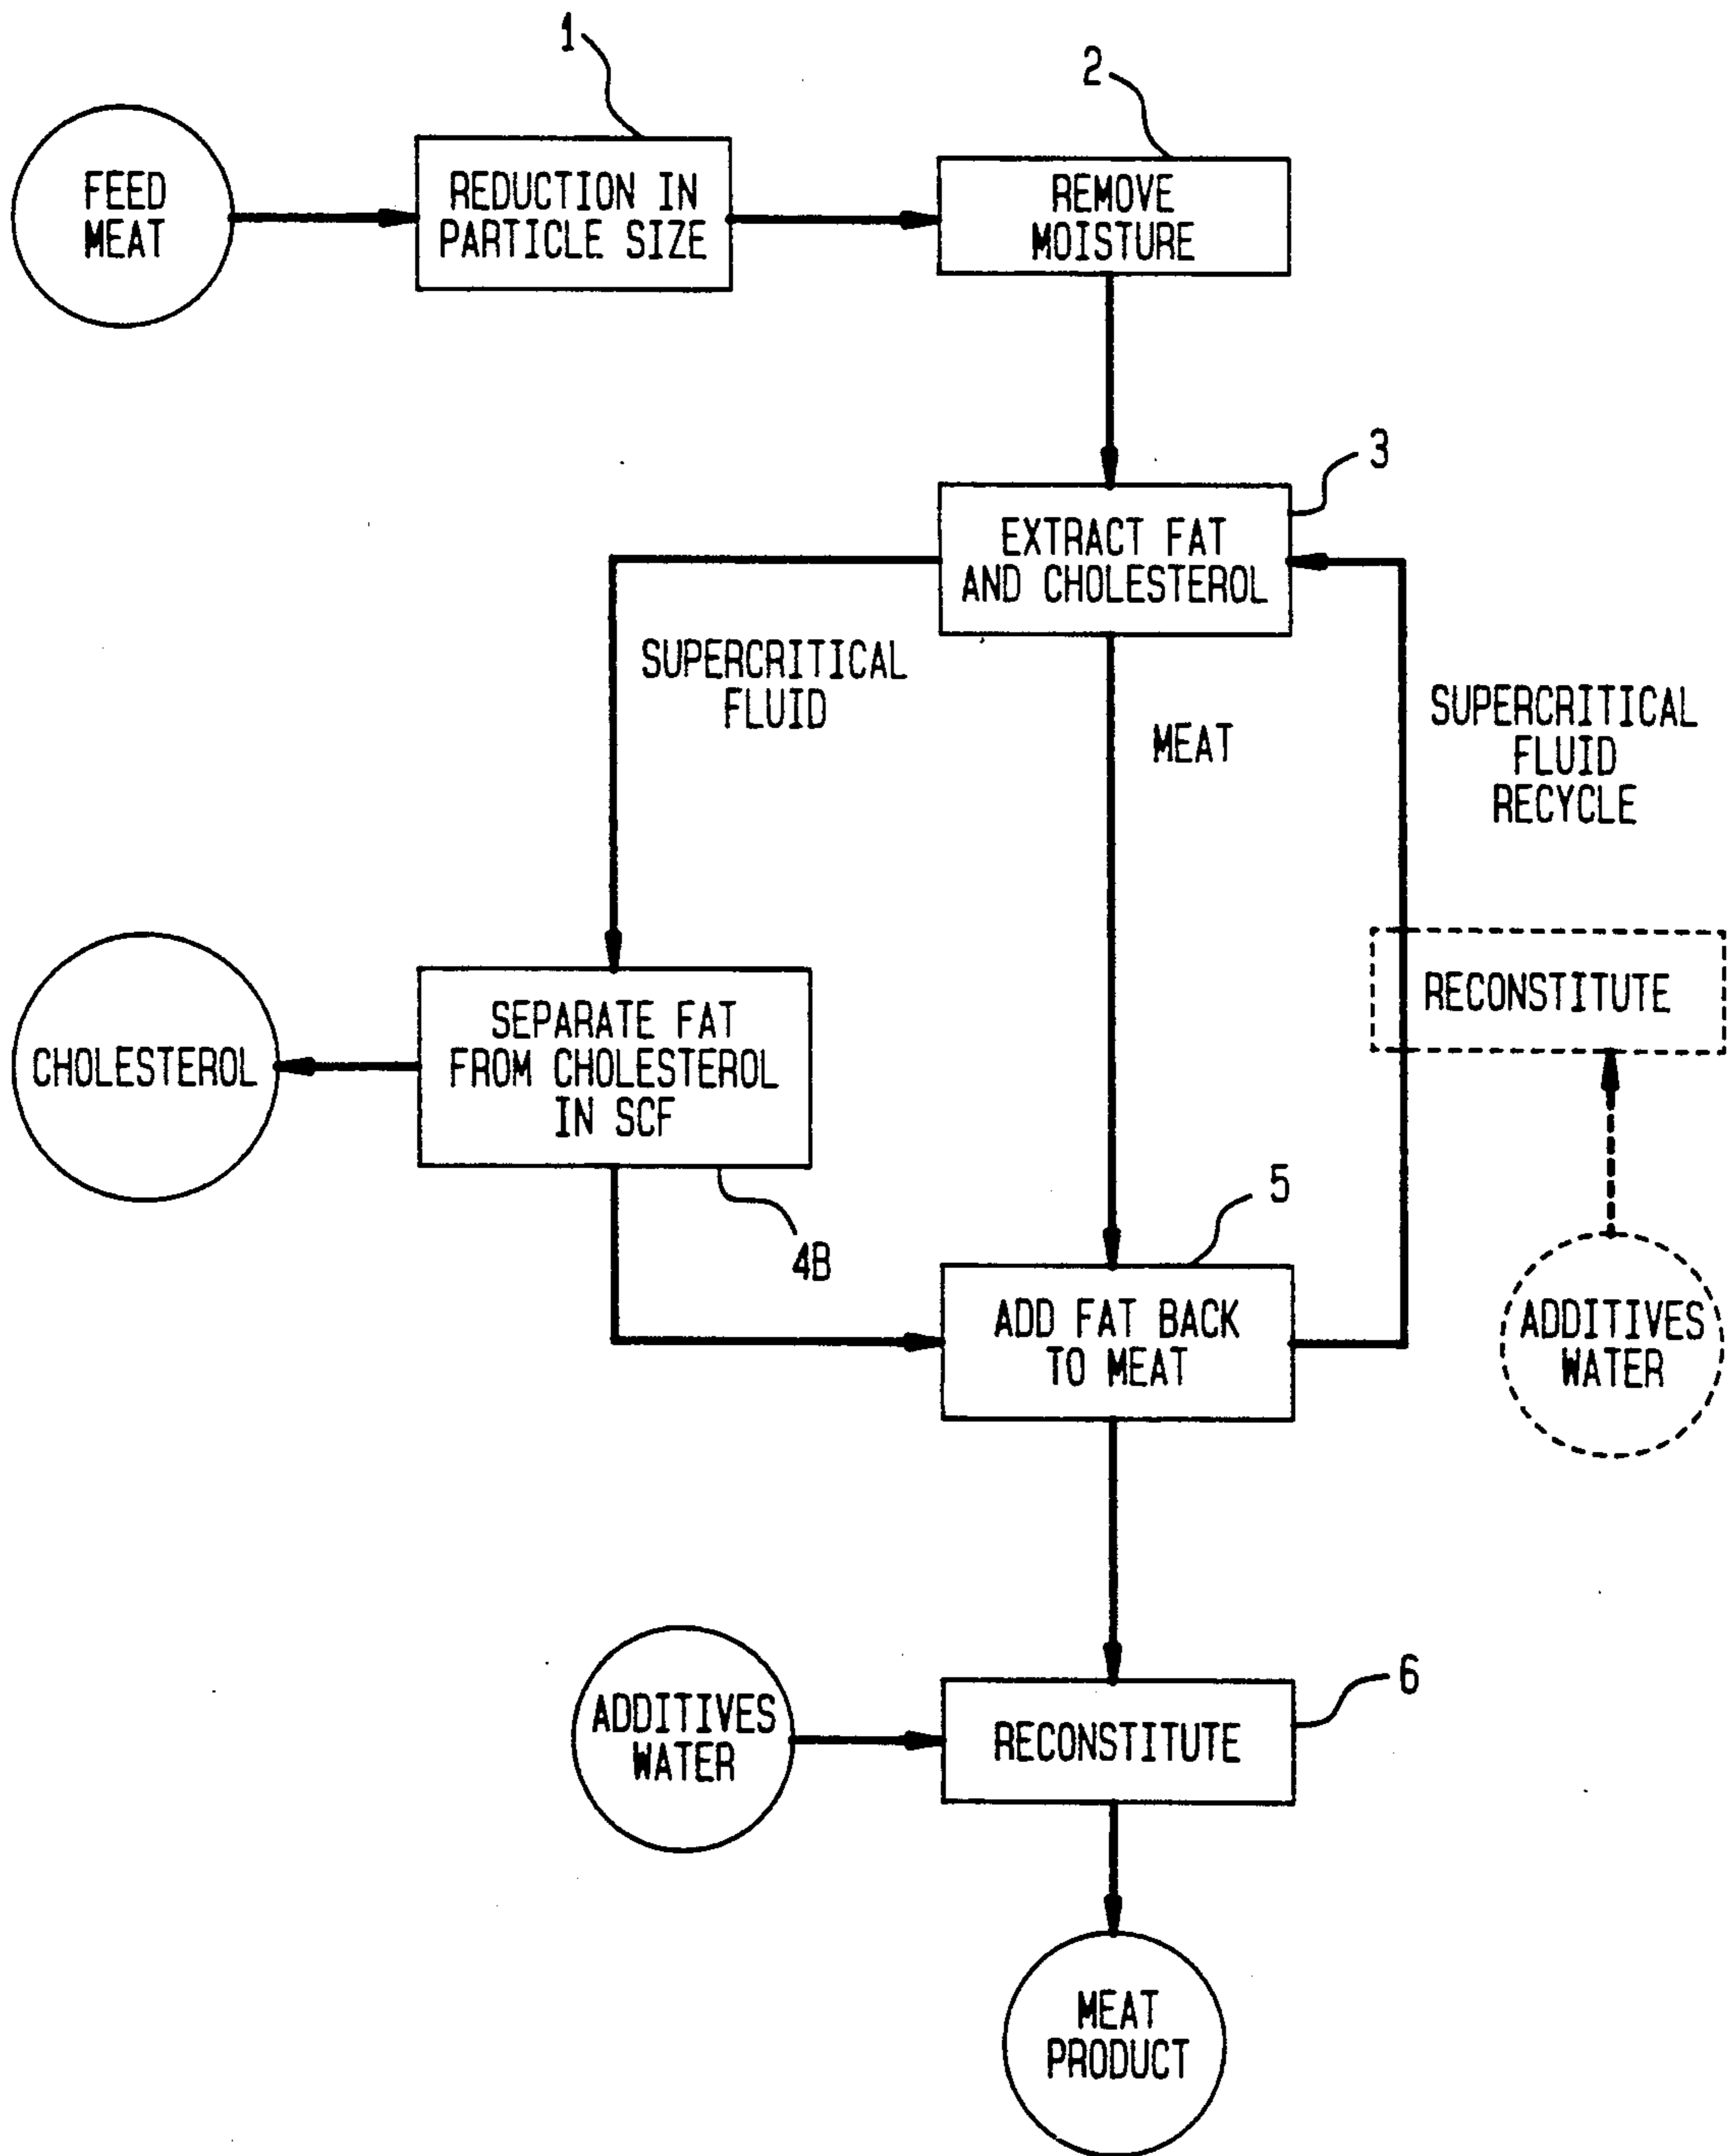 1
2
FEED
MEAT
REDUCTION IN
PARTICLE SIZE
REMOVE
MOISTURE
3
EXTRACT FAT
AND CHOLESTEROL
SUPERCRITICAL
FLUID
MEAT
SUPERCRITICAL
FLUID
RECYCLE
RECONSTITUTE
CHOLESTEROL
SEPARATE FAT
FROM CHOLESTEROL
IN SCF
4B
5
ADD FAT BACK
TO MEAT
ADDITIVES
WATER
6
ADDITIVES
WATER
RECONSTITUTE
MEAT
PRODUCT